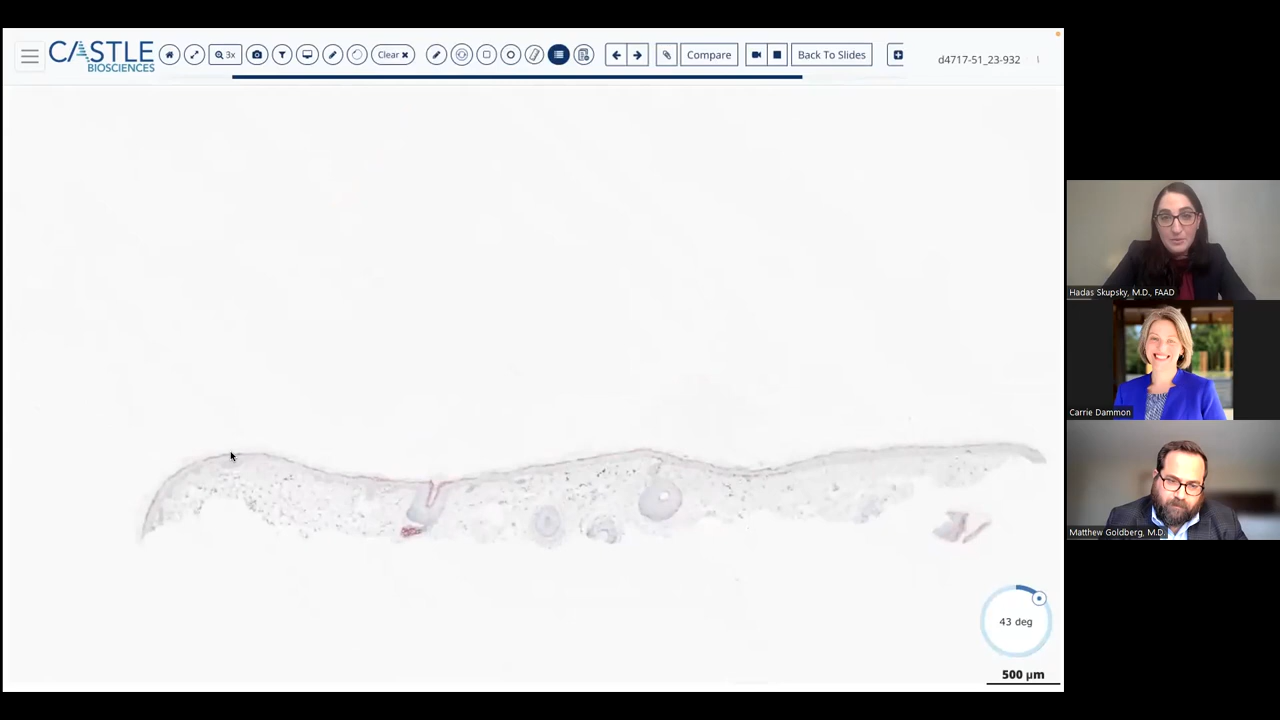 CASTLE
BIOSCIENCES
3x
Clear ×
Compare
Back To Slides
d4717-51_23-932
Hadas Skupsky, M.D., FAAD
Carrie Dammon
Matthew Goldberg, M.D.
43 deg
500 µm